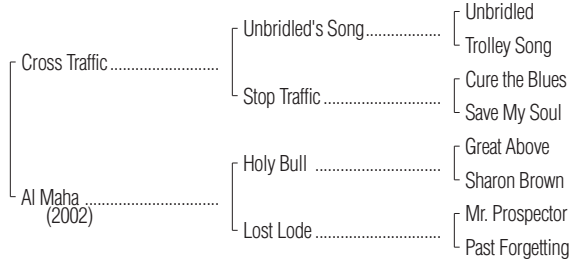 Unbridled
Unbridled's Song
Trolley Song
Cross Traffic
Cure the Blues
Stop Traffic
Save My Soul
Great Above
Holy Bull
Sharon Brown
Al Maha
(2002)
Mr. Prospector
Lost Lode
Past Forgetting